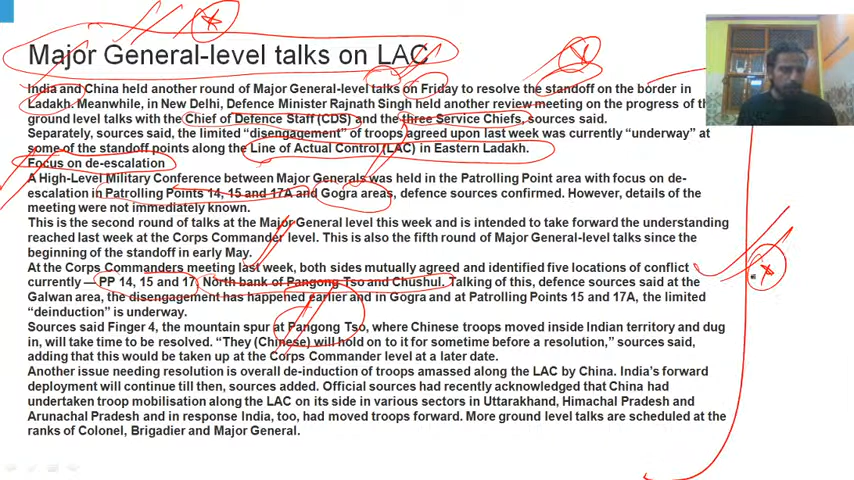 Major General-level talks on LAC
India and China held another round of Major General-level talks on Friday to resolve the standoff on the border in
Ladakh. Meanwhile, in New Delhi, Defence Minister Rajnath Singh held another review meeting on the progress of
ground level talks with the Chief of Defence Staff (CDS) and the three Service Chiefs, sources said.
Separately, sources said, the limited “disengagement” of troops agreed upon last week was currently “underway” at
some of the standoff points along the Line of Actual Control (LAC) in Eastern Ladakh.
Focus on de-escalation
A High-Level Military Conference between Major Generals was held in the Patrolling Point area with focus on de-
escalation in Patrolling Points 14, 15 and 17A and Gogra areas, defence sources confirmed. However, details of the
meeting were not immediately known.
This is the second round of talks at the Major General level this week and is intended to take forward the understanding
reached last week at the Corps Commander level. This is also the fifth round of Major General-level talks since the
beginning of the standoff in early May.
At the Corps Commanders meeting last week, both sides mutually agreed and identified five locations of conflict
currently — PP 14, 15 and 17, North bank of Pangong Tso and Chushul. Talking of this, defence sources said at the
Galwan area, the disengagement has happened earlier and in Gogra and at Patrolling Points 15 and 17A, the limited
“deinduction” is underway.
Sources said Finger 4, the mountain spur at Pangong Tso, where Chinese troops moved inside Indian territory and dug
in, will take time to be resolved. “They (Chinese) will hold on to it for sometime before a resolution,” sources said,
adding that this would be taken up at the Corps Commander level at a later date.
Another issue needing resolution is overall de-induction of troops amassed along the LAC by China. India’s forward
deployment will continue till then, sources added. Official sources had recently acknowledged that China had
undertaken troop mobilisation along the LAC on its side in various sectors in Uttarakhand, Himachal Pradesh and
Arunachal Pradesh and in response India, too, had moved troops forward. More ground level talks are scheduled at the
ranks of Colonel, Brigadier and Major General.